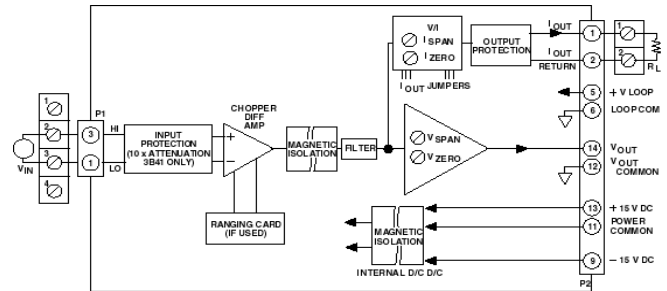 V/I
I SPAN
I ZERO
I OUT JUMPERS
OUTPUT
PROTECTION
I OUT
I OUT
RETURN
1
2
1
2
R L
5
+ V LOOP
6
LOOP COM
CHOPPER
DIFF
AMP
P1
1
2
3
4
V IN
3
1
HI
LO
INPUT
PROTECTION
(10 x ATTENUATION
3B41 ONLY)
+
−
MAGNETIC
ISOLATION
FILTER
V SPAN
V ZERO
14
V OUT
12
V OUT
COMMON
RANGING CARD
(IF USED)
MAGNETIC
ISOLATION
INTERNAL D/C D/C
13
+ 15 V DC
11
POWER
COMMON
9
− 15 V DC
P2